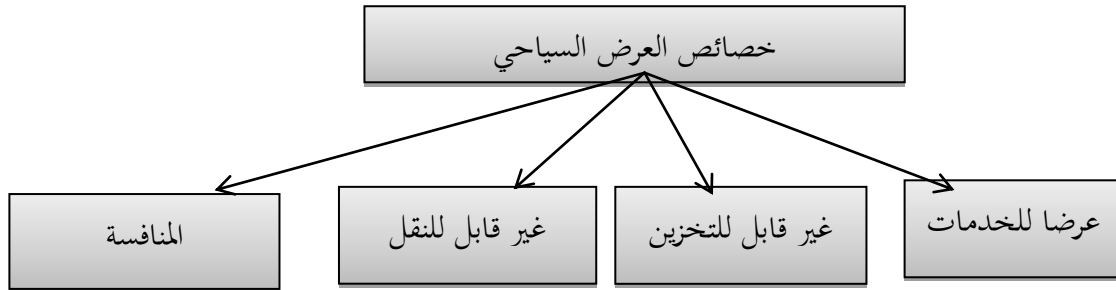 خصائص العرض السياحي
عرضا للخدمات
غير قابل للتخزين
غير قابل للنقل
المنافسة